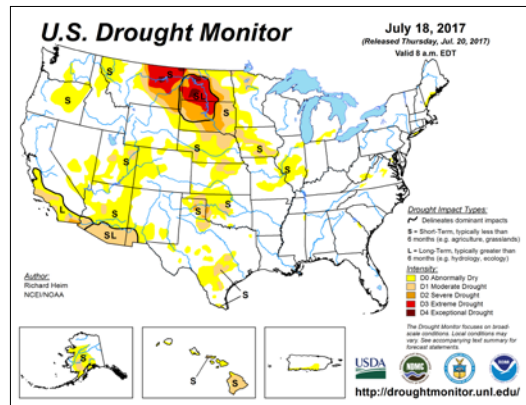 U.S. Drought Monitor
July 18, 2017
(Released Thursday, Jul. 20, 2017)
Valid 8 a.m. EDT
S
S
S
S
S
S
S
S
S
S
S
L
SL
S
Drought Impact Types:
Delineates dominant impacts
S = Short-Term, typically less than
6 months (e.g. agriculture, grasslands)
L = Long-Term, typically greater than
6 months (e.g. hydrology, ecology)
Intensity:
D0 Abnormally Dry
D1 Moderate Drought
D2 Severe Drought
D3 Extreme Drought
D4 Exceptional Drought
Author:
Richard Heim
NCEI/NOAA
The Drought Monitor focuses on broad-
scale conditions. Local conditions may
vary. See accompanying text summary for
forecast statements.
S
S
S
USDA
NDMC
http://droughtmonitor.unl.edu/